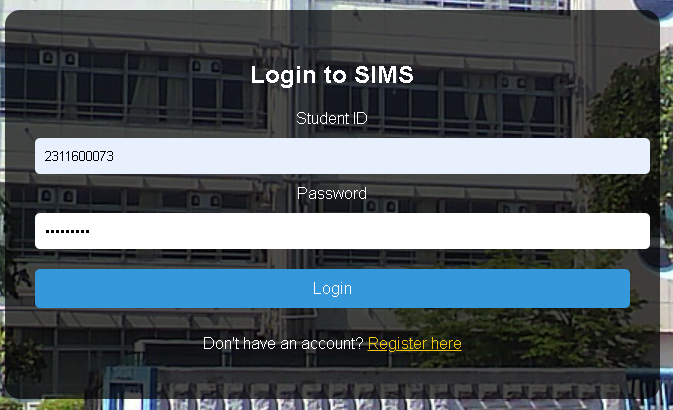 Login to SIMS
Student ID
2311600073
Password
•••••••••
Login
Don't have an account? Register here